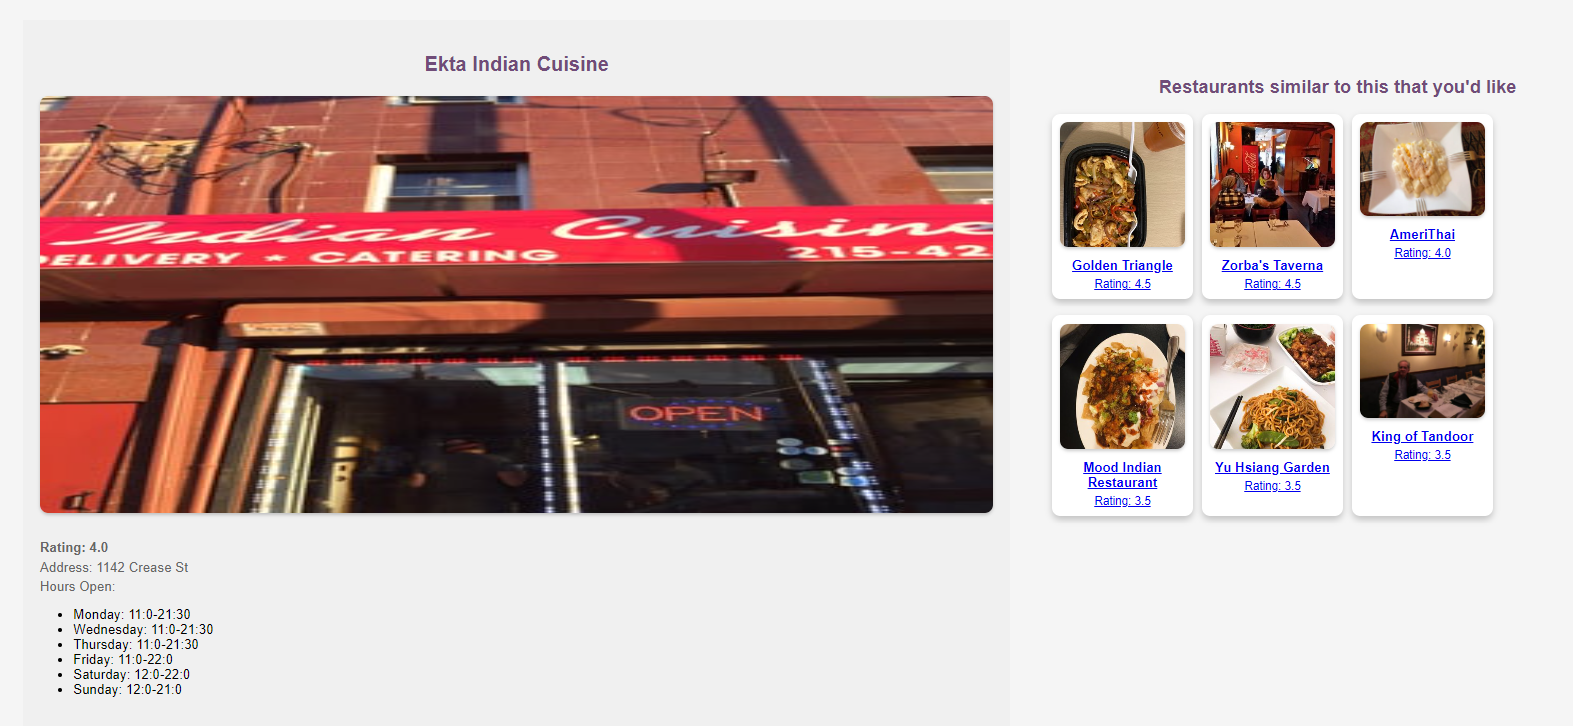 Ekta Indian Cuisine
Indian Cuisine
DELIVERY ★ CATERING 215-42
OPEN
Rating: 4.0
Address: 1142 Crease St
Hours Open:
• Monday: 11:0-21:30
• Wednesday: 11:0-21:30
• Thursday: 11:0-21:30
• Friday: 11:0-22:0
• Saturday: 12:0-22:0
• Sunday: 12:0-21:0
Restaurants similar to this that you'd like
Golden Triangle
Rating: 4.5
Zorba's Taverna
Rating: 4.5
AmeriThai
Rating: 4.0
Mood Indian
Restaurant
Rating: 3.5
Yu Hsiang Garden
Rating: 3.5
King of Tandoor
Rating: 3.5